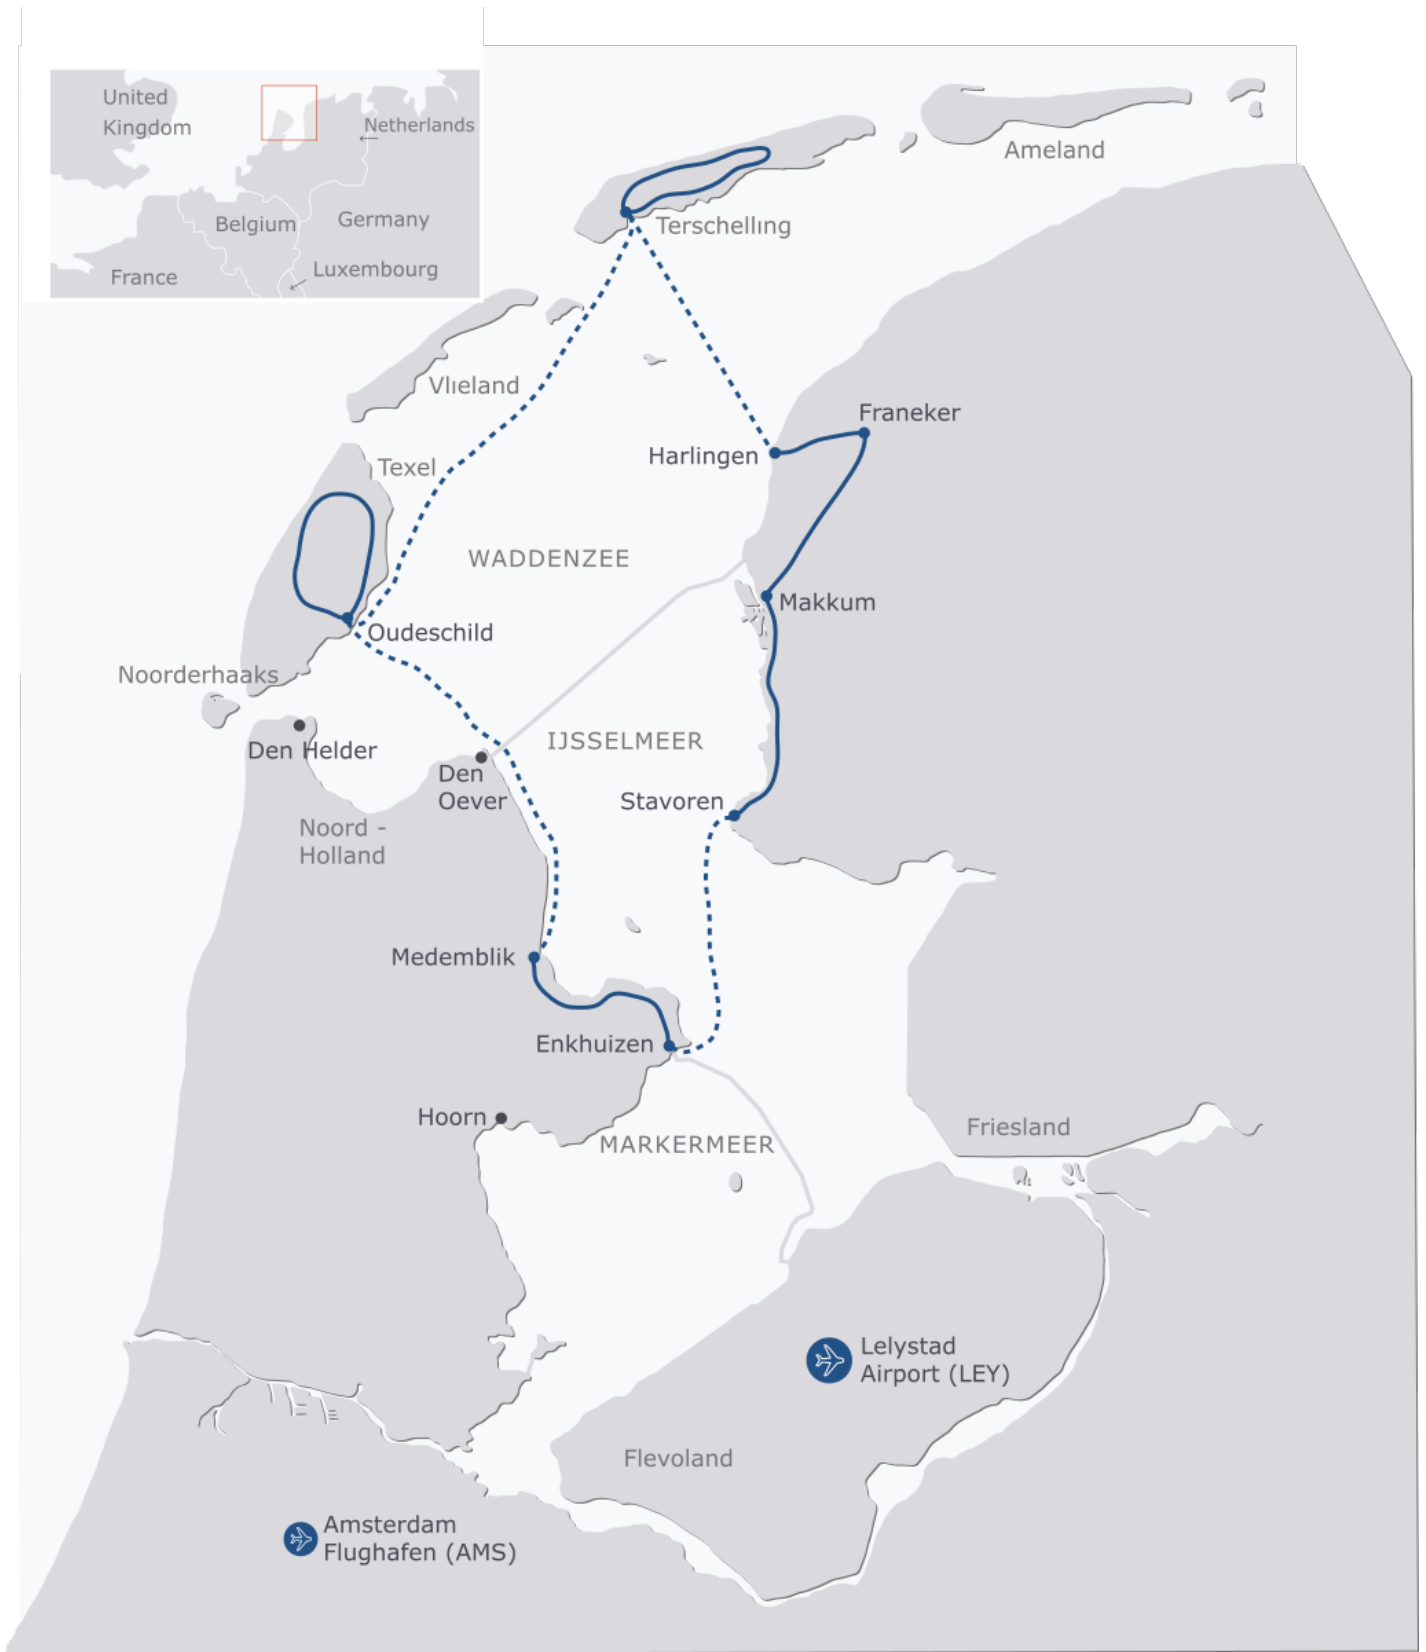 United
Kingdom
Netherlands
Belgium
Germany
Luxembourg
France
Ameland
Terschelling
Vlieland
Franeker
Harlingen
Texel
WADDENZEE
Makkum
Oudeschild
Noorderhaaks
Den Helder
IJSSELMEER
Den
Oever
Stavoren
Noord -
Holland
Medemblik
Enkhuizen
Hoorn
MARKERMEER
Friesland
Lelystad
Airport (LEY)
Flevoland
Amsterdam
Flughafen (AMS)